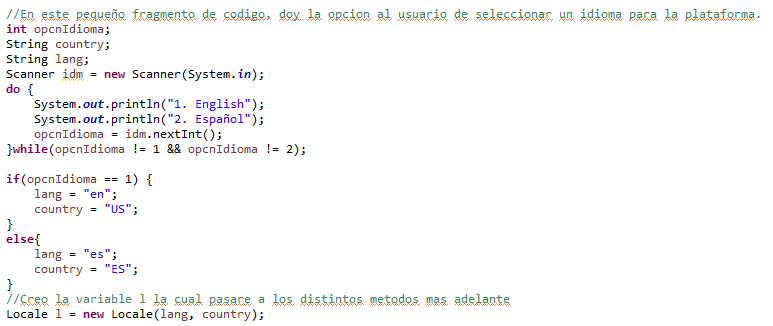 //En este pequeño fragmento de codigo, doy la opcion al usuario de seleccionar un idioma para la plataforma.
int opcnIdioma;
String country;
String lang;
Scanner idm = new Scanner(System.in);
do {
    System.out.println("1. English");
    System.out.println("2. Español");
    opcnIdioma = idm.nextInt();
}while(opcnIdioma != 1 && opcnIdioma != 2);

if(opcnIdioma == 1) {
    lang = "en";
    country = "US";
}
else{
    lang = "es";
    country = "ES";
}
//Creo la variable l la cual pasare a los distintos metodos mas adelante
Locale l = new Locale(lang, country);